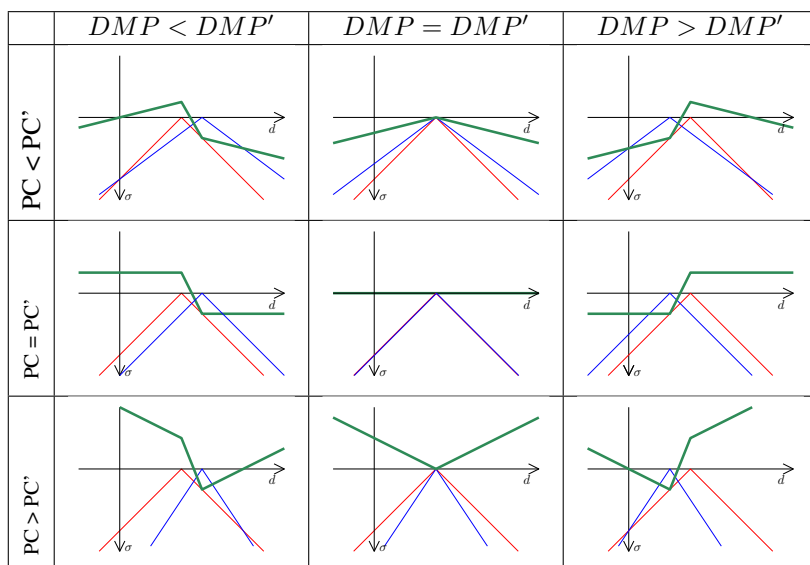 DMP < DMP′ DMP = DMP′ DMP > DMP′
PC < PC’
d
σ
d
σ
d
σ
PC = PC’
d
σ
d
σ
d
σ
PC > PC’
d
σ
d
σ
d
σ